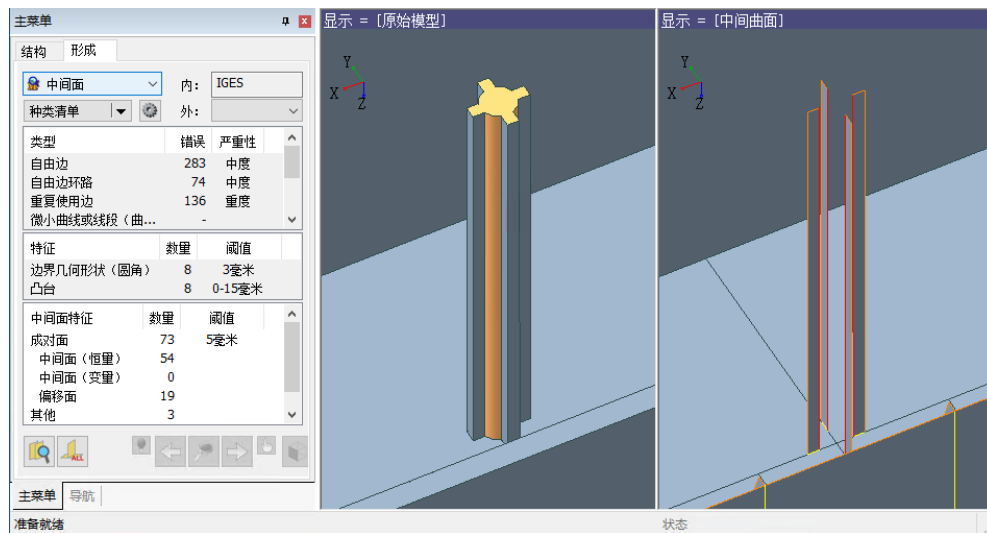 主菜单
显示 = [原始模型]
显示 = [中间曲面]
结构 形成
中间面 内: IGES
种类清单 外:
类型 错误 严重性
自由边 283 中度
自由边环路 74 中度
重复使用边 136 重度
微小曲线或线段（曲... -
特征 数量 阈值
边界几何形状（圆角） 8 3毫米
凸台 8 0-15毫米
中间面特征 数量 阈值
成对面 73 5毫米
中间面（恒量） 54
中间面（变量） 0
偏移面 19
其他 3
ALL
主菜单 导航
准备就绪 状态
Y
X
Z
Y
X
Z